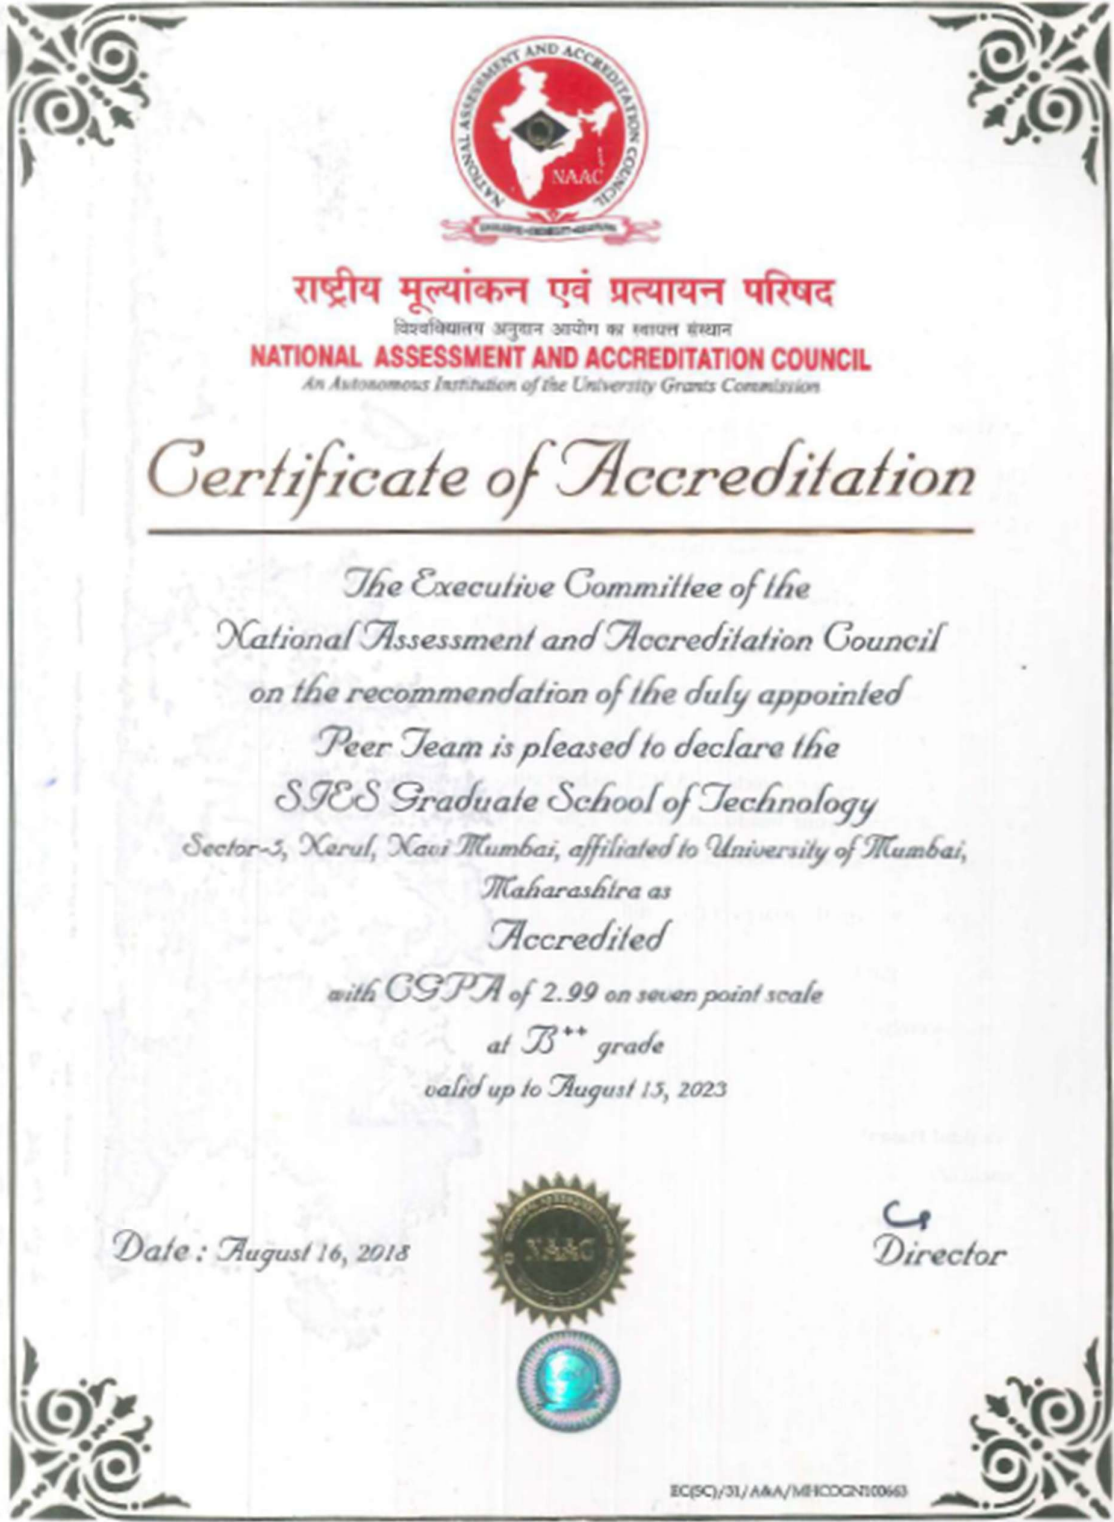 NATIONAL ASSESSMENT AND ACCREDITATION COUNCIL
NAAC
राष्ट्रीय मूल्यांकन एवं प्रत्यायन परिषद
विश्वविद्यालय अनुदान आयोग का स्वायत्त संस्थान
NATIONAL ASSESSMENT AND ACCREDITATION COUNCIL
An Autonomous Institution of the University Grants Commission
Certificate of Accreditation
The Executive Committee of the
National Assessment and Accreditation Council
on the recommendation of the duly appointed
Peer Team is pleased to declare the
SIES Graduate School of Technology
Sector-5, Nerul, Navi Mumbai, affiliated to University of Mumbai,
Maharashtra as
Accredited
with CGPA of 2.99 on seven point scale
at B++ grade
valid up to August 15, 2023
Date : August 16, 2018
NAAC
Director
EC(SC)/31/A&A/MHCOGN100663